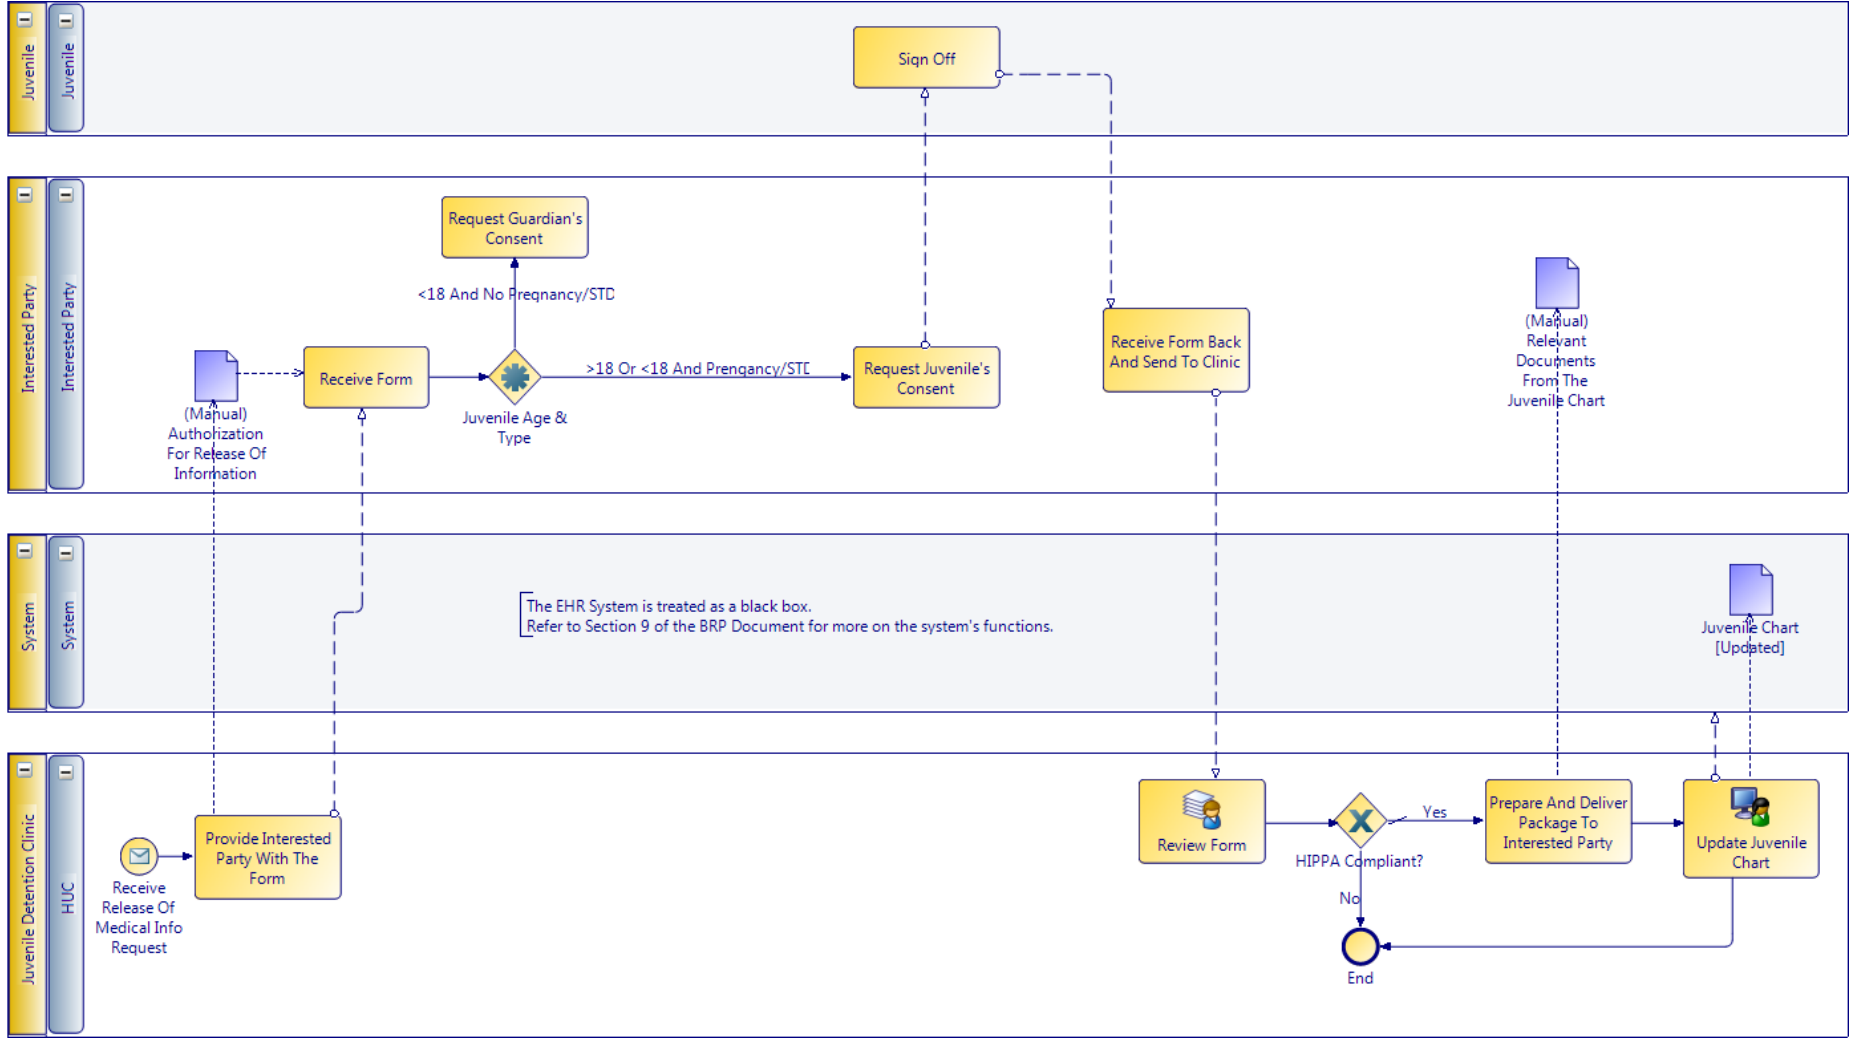 Juvenile
Juvenile
Sign Off
Interested Party
Interested Party
Request Guardian's
Consent
<18 And No Pregnancy/STD
(Manual)
Authorization
For Release Of
Information
Receive Form
Juvenile Age &
Type
>18 Or <18 And Prengancy/STD
Request Juvenile's
Consent
Receive Form Back
And Send To Clinic
(Manual)
Relevant
Documents
From The
Juvenile Chart
System
System
The EHR System is treated as a black box.
Refer to Section 9 of the BRP Document for more on the system's functions.
Juvenile Chart
[Updated]
Juvenile Detention Clinic
HUC
Receive
Release Of
Medical Info
Request
Provide Interested
Party With The
Form
Review Form
HIPPA Compliant?
Yes
No
End
Prepare And Deliver
Package To
Interested Party
Update Juvenile
Chart